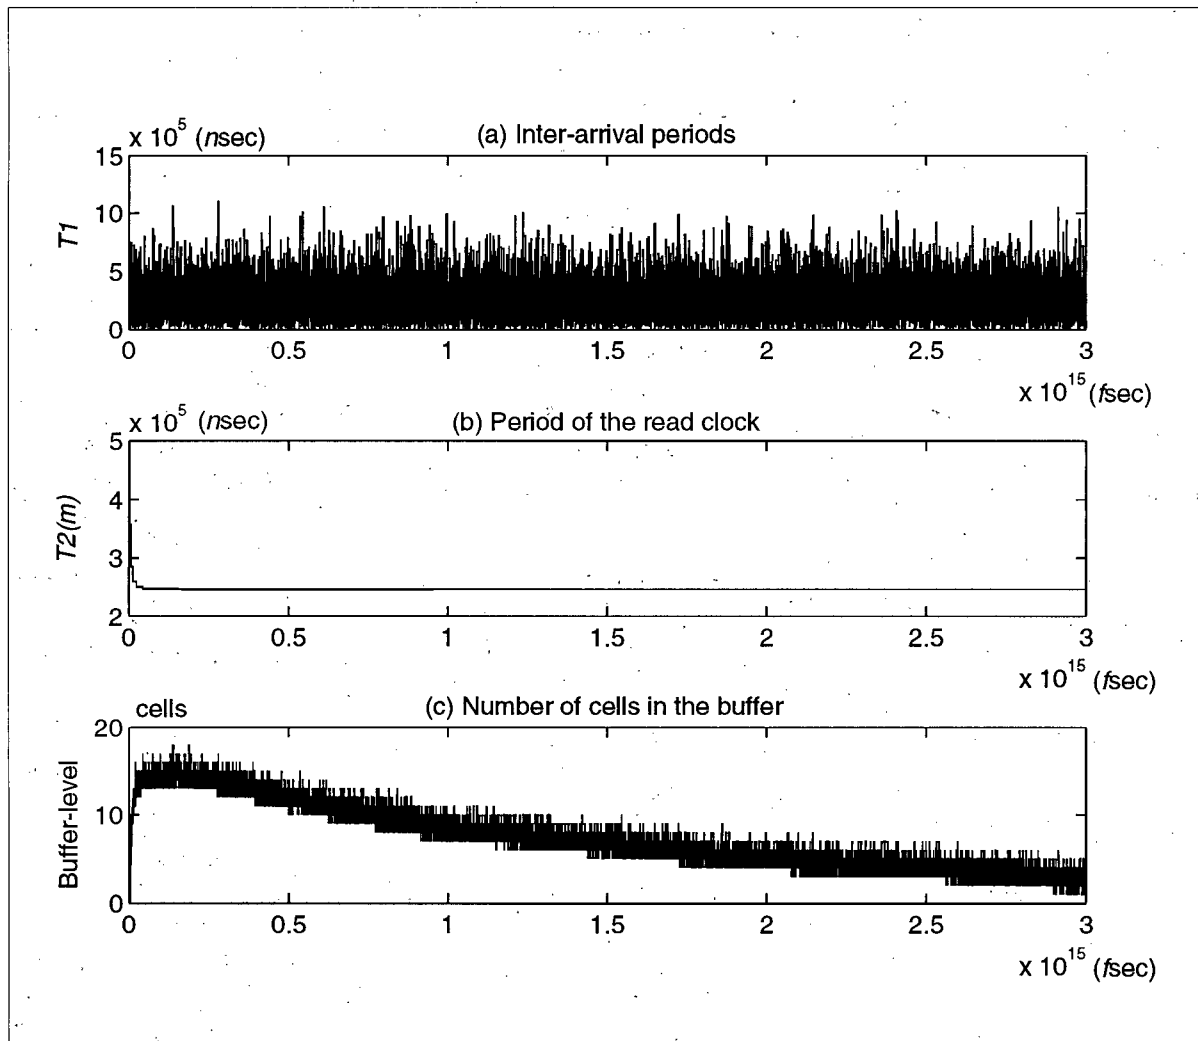 x 10^5 (nsec) (a) Inter-arrival periods
15
10
5
0
T1
0 0.5 1 1.5 2 2.5 3
x 10^15 (fsec)
x 10^5 (nsec) (b) Period of the read clock
5
4
3
2
T2(m)
0 0.5 1 1.5 2 2.5 3
x 10^15 (fsec)
cells (c) Number of cells in the buffer
20
10
0
Buffer-level
0 0.5 1 1.5 2 2.5 3
x 10^15 (fsec)